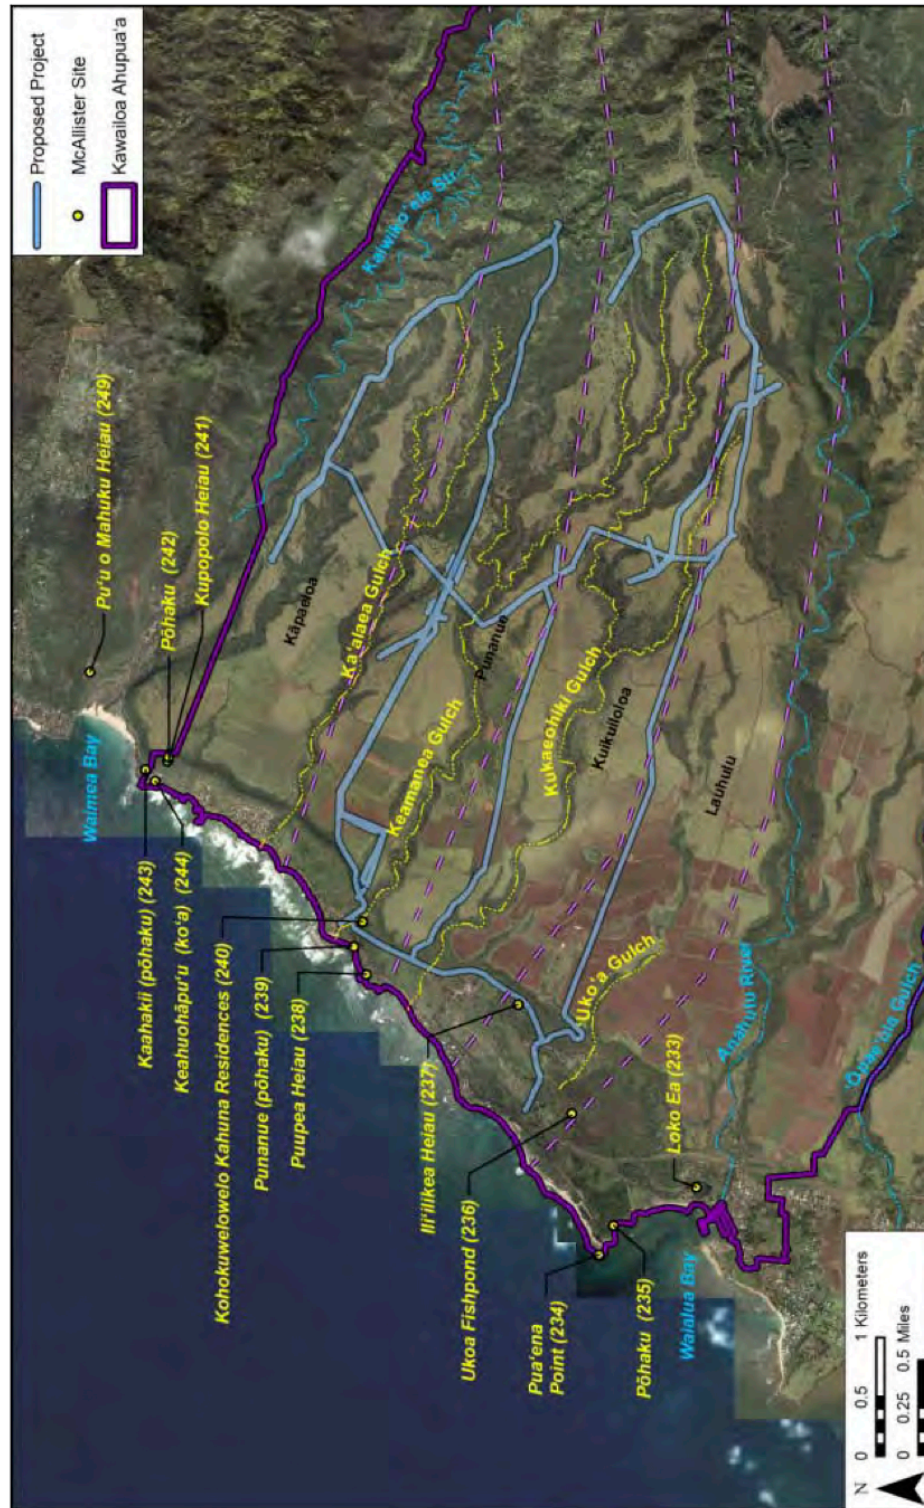 Proposed Project
McAllister Site
Kawailoa Ahupua'a
Pu'u o Mahuku Heiau (249)
Waimea Bay
Pōhaku (242)
Kupopolo Heiau (241)
Kaahakii (pōhaku) (243)
Keahuohāpu'u (ko'a) (244)
Kohokuwelowelo Kahuna Residences (240)
Punanue (pōhaku) (239)
Puupea Heiau (238)
Ili'ilikea Heiau (237)
Ukoa Fishpond (236)
Pua'ena
Point (234)
Pōhaku (235)
Loko Ea (233)
Waialua Bay
Kaiwiko'ele Str.
Kāpaeloa
Ka'alaea Gulch
Keamanea Gulch
Punanue
Kukaeohiki Gulch
Kuikuiloloa
Lauhulu
Uko'a Gulch
Anahulu River
'Opae'ula Gulch
N
0 0.5 1 Kilometers
0 0.25 0.5 Miles